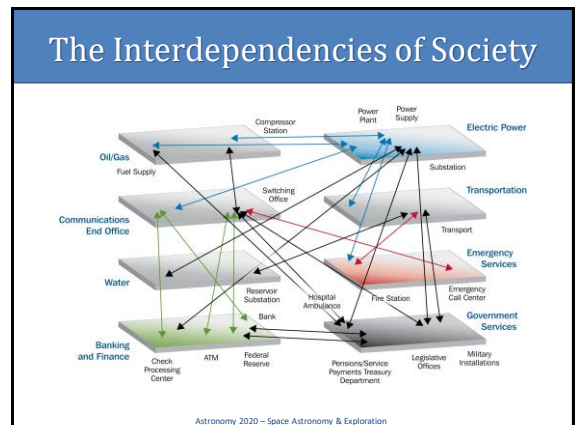 The Interdependencies of Society
Compressor
Station
Power
Plant
Power
Supply
Electric Power
Oil/Gas
Fuel Supply
Substation
Switching
Office
Transportation
Communications
End Office
Transport
Emergency
Services
Water
Reservoir
Substation
Hospital
Ambulance
Fire Station
Emergency
Call Center
Bank
Government
Services
Banking
and Finance
Check
Processing
Center
ATM
Federal
Reserve
Pensions/Service
Payments Treasury
Department
Legislative
Offices
Military
Installations
Astronomy 2020 – Space Astronomy & Exploration